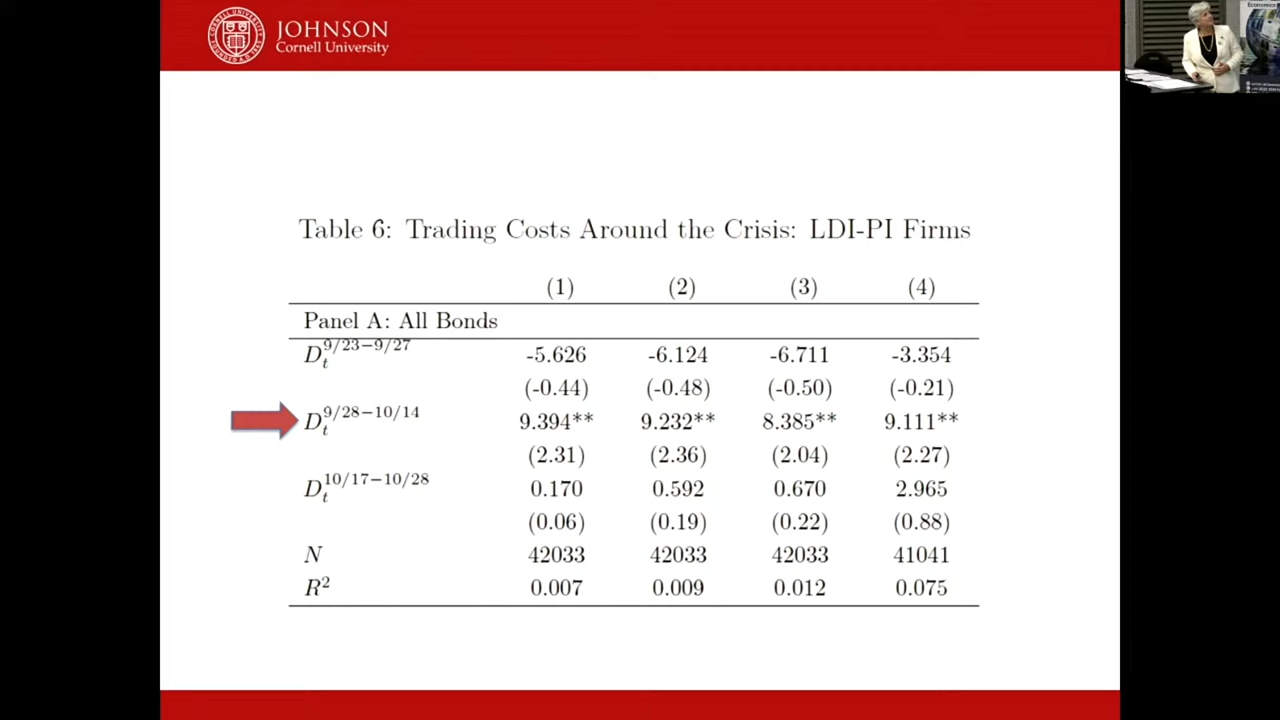 JOHNSON
Cornell University
Economics
Table 6: Trading Costs Around the Crisis: LDI-PI Firms
(1) (2) (3) (4)
Panel A: All Bonds
D_t^{9/23−9/27} -5.626 -6.124 -6.711 -3.354
(-0.44) (-0.48) (-0.50) (-0.21)
D_t^{9/28−10/14} 9.394** 9.232** 8.385** 9.111**
(2.31) (2.36) (2.04) (2.27)
D_t^{10/17−10/28} 0.170 0.592 0.670 2.965
(0.06) (0.19) (0.22) (0.88)
N 42033 42033 42033 41041
R² 0.007 0.009 0.012 0.075